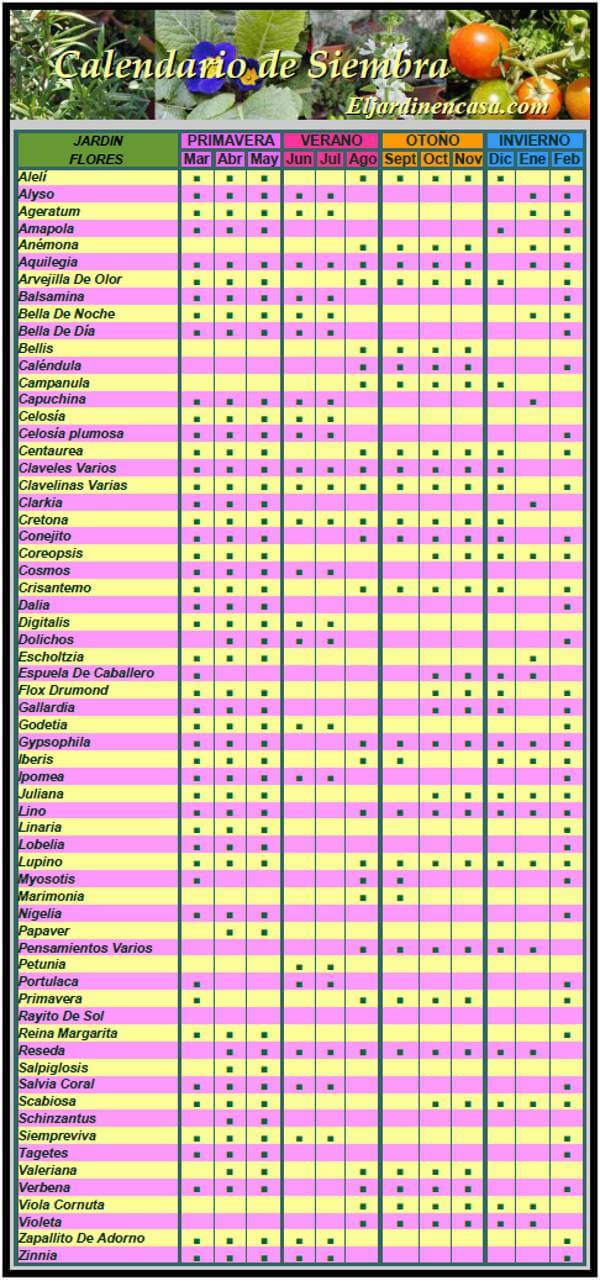 Calendario de Siembra
Eljardinencasa.com
JARDIN PRIMAVERA VERANO OTOÑO INVIERNO
FLORES Mar Abr May Jun Jul Ago Sept Oct Nov Dic Ene Feb
Alelí
Alyso
Ageratum
Amapola
Anémona
Aquilegia
Arvejilla De Olor
Balsamina
Bella De Noche
Bella De Día
Bellis
Caléndula
Campanula
Capuchina
Celosía
Celosía plumosa
Centaurea
Claveles Varios
Clavelinas Varias
Clarkia
Cretona
Conejito
Coreopsis
Cosmos
Crisantemo
Dalia
Digitalis
Dolichos
Escholtzia
Espuela De Caballero
Flox Drumond
Gallardia
Godetia
Gypsophila
Iberis
Ipomea
Juliana
Lino
Linaria
Lobelia
Lupino
Myosotis
Marimonia
Nigelia
Papaver
Pensamientos Varios
Petunia
Portulaca
Primavera
Rayito De Sol
Reina Margarita
Reseda
Salpiglosis
Salvia Coral
Scabiosa
Schinzantus
Siempreviva
Tagetes
Valeriana
Verbena
Viola Cornuta
Violeta
Zapallito De Adorno
Zinnia